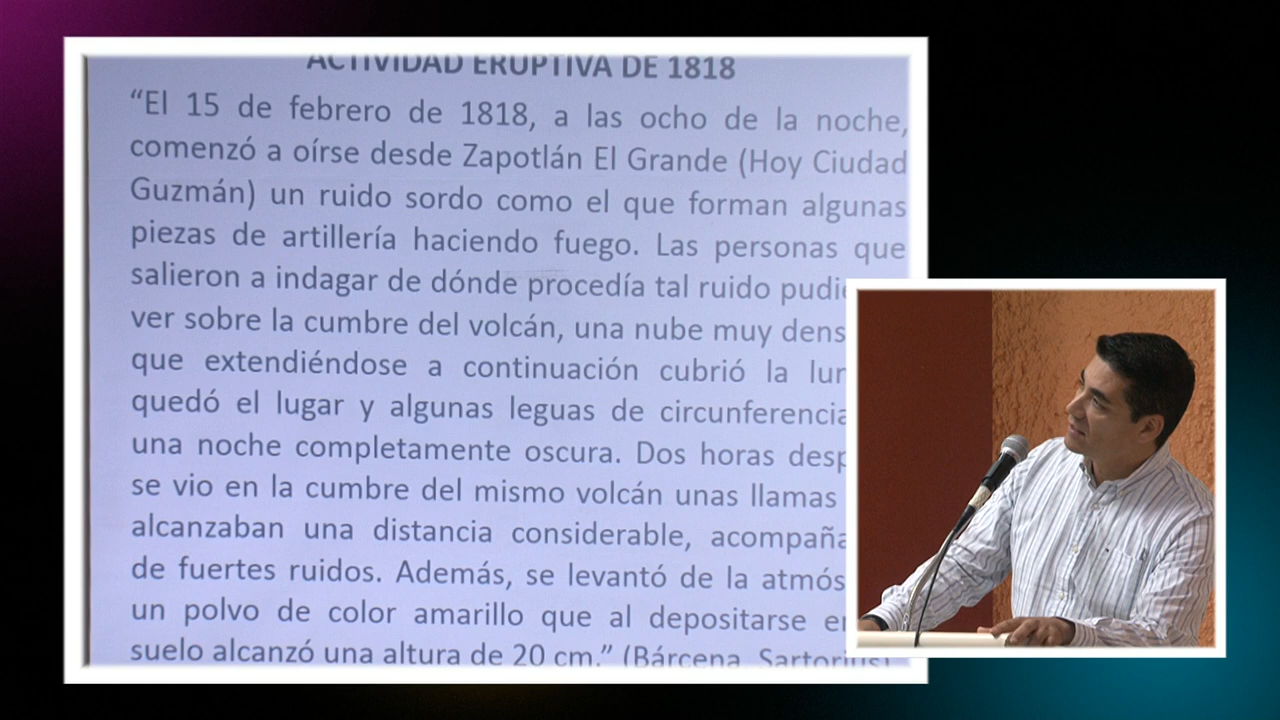 ACTIVIDAD ERUPTIVA DE 1818
“El 15 de febrero de 1818, a las ocho de la noche,
comenzó a oírse desde Zapotlán El Grande (Hoy Ciudad
Guzmán) un ruido sordo como el que forman algunas
piezas de artillería haciendo fuego. Las personas que
salieron a indagar de dónde procedía tal ruido
ver sobre la cumbre del volcán, una nube muy
que extendiéndose a continuación cubrió la
quedó el lugar y algunas leguas de circunferencia
una noche completamente oscura. Dos horas
se vio en la cumbre del mismo volcán unas llamas
alcanzaban una distancia considerable,
de fuertes ruidos. Además, se levantó de la
un polvo de color amarillo que al depositarse
suelo alcanzó una altura de 20 cm.” (Bárcena, Sartorius)